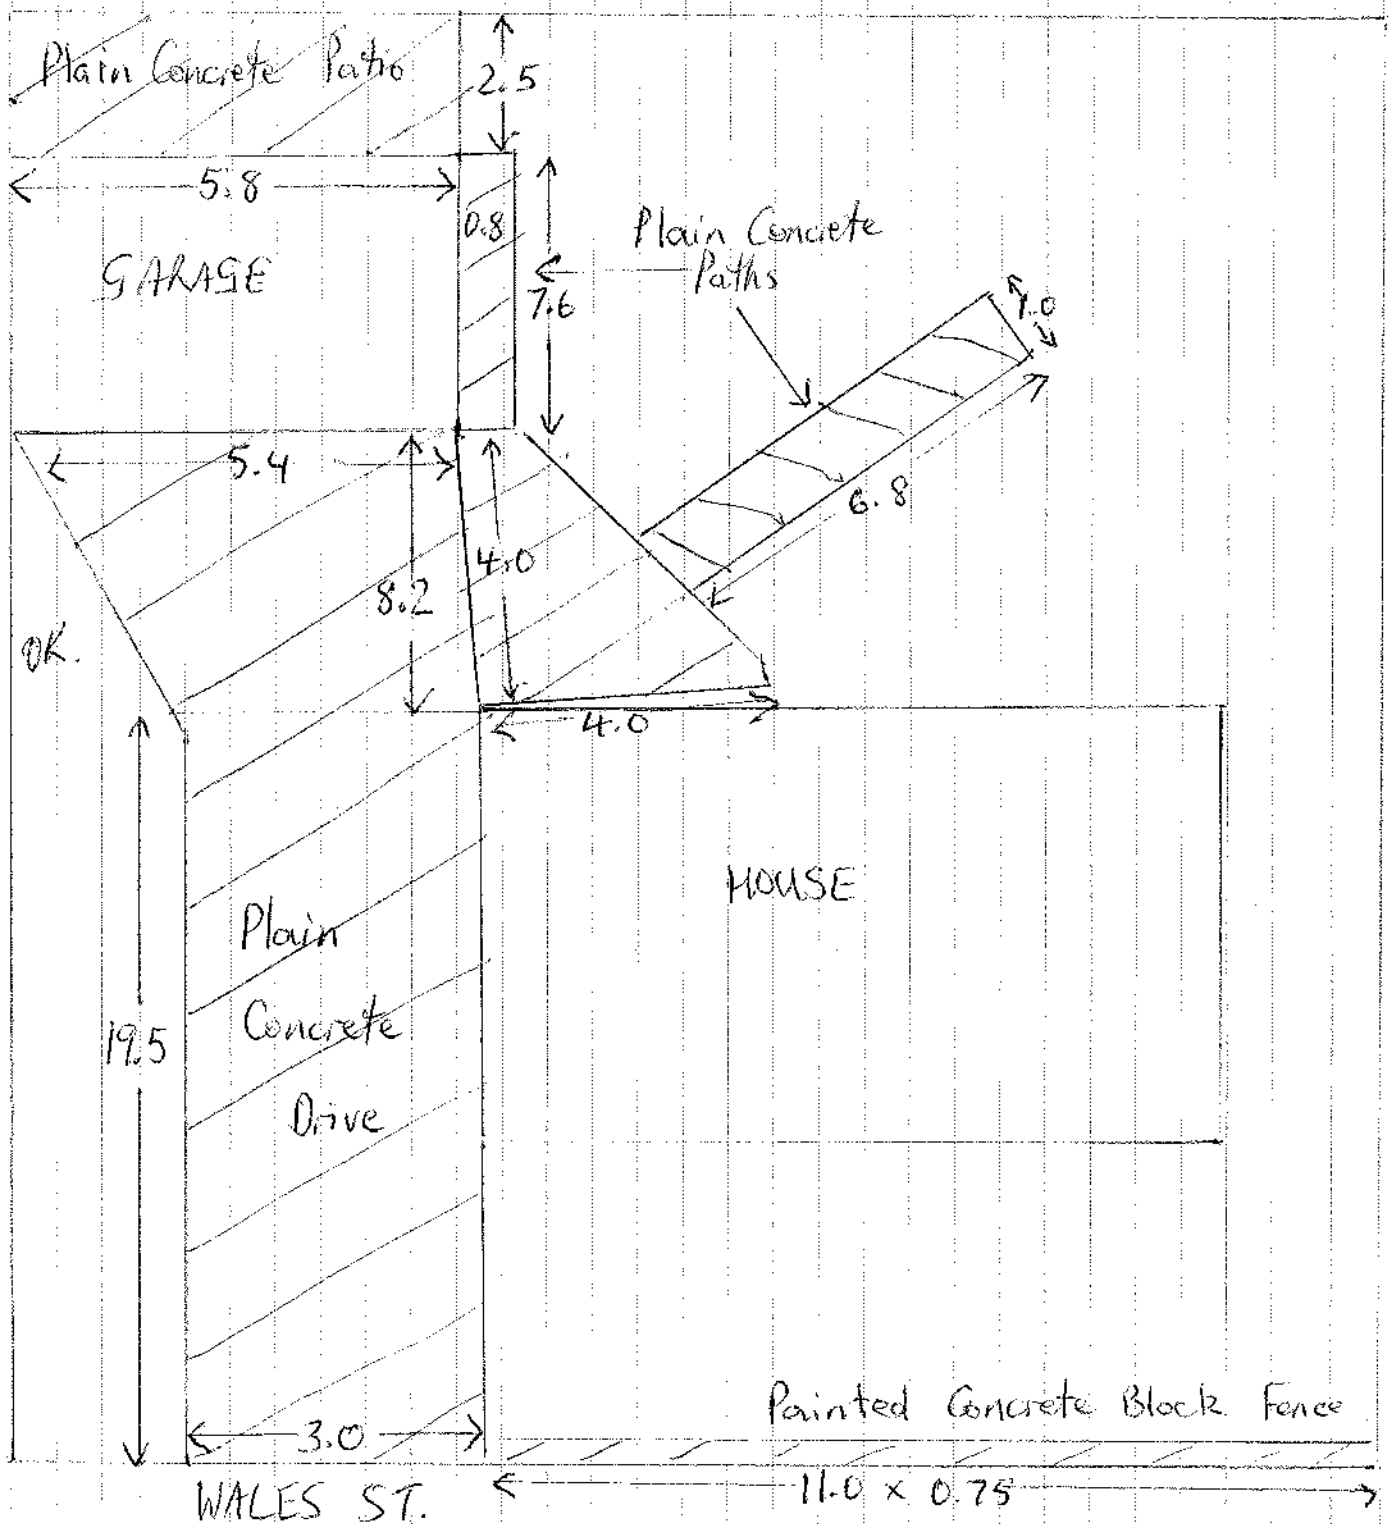 Plain Concrete Patio
2.5
5.8
0.8
GARAGE
7.6
Plain Concrete
Paths
1.0
6.8
5.4
4.0
8.2
OK.
4.0
HOUSE
Plain
Concrete
Drive
19.5
3.0
Painted Concrete Block Fence
11.0 x 0.75
WALES ST.